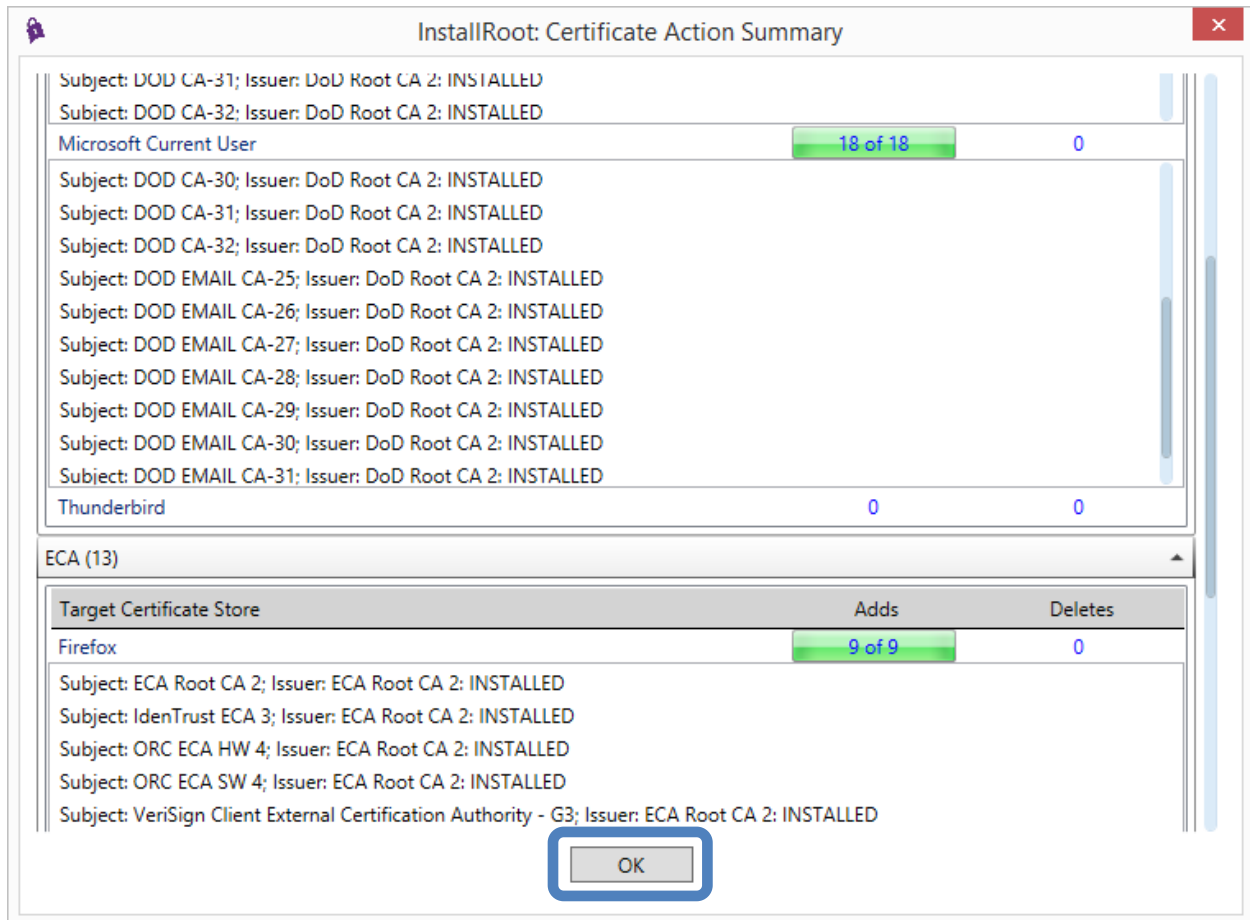 InstallRoot: Certificate Action Summary
Subject: DOD CA-31; Issuer: DoD Root CA 2: INSTALLED
Subject: DOD CA-32; Issuer: DoD Root CA 2: INSTALLED
Microsoft Current User 18 of 18 0
Subject: DOD CA-30; Issuer: DoD Root CA 2: INSTALLED
Subject: DOD CA-31; Issuer: DoD Root CA 2: INSTALLED
Subject: DOD CA-32; Issuer: DoD Root CA 2: INSTALLED
Subject: DOD EMAIL CA-25; Issuer: DoD Root CA 2: INSTALLED
Subject: DOD EMAIL CA-26; Issuer: DoD Root CA 2: INSTALLED
Subject: DOD EMAIL CA-27; Issuer: DoD Root CA 2: INSTALLED
Subject: DOD EMAIL CA-28; Issuer: DoD Root CA 2: INSTALLED
Subject: DOD EMAIL CA-29; Issuer: DoD Root CA 2: INSTALLED
Subject: DOD EMAIL CA-30; Issuer: DoD Root CA 2: INSTALLED
Subject: DOD EMAIL CA-31; Issuer: DoD Root CA 2: INSTALLED
Thunderbird 0 0
ECA (13)
Target Certificate Store Adds Deletes
Firefox 9 of 9 0
Subject: ECA Root CA 2; Issuer: ECA Root CA 2: INSTALLED
Subject: IdenTrust ECA 3; Issuer: ECA Root CA 2: INSTALLED
Subject: ORC ECA HW 4; Issuer: ECA Root CA 2: INSTALLED
Subject: ORC ECA SW 4; Issuer: ECA Root CA 2: INSTALLED
Subject: VeriSign Client External Certification Authority - G3; Issuer: ECA Root CA 2: INSTALLED
OK